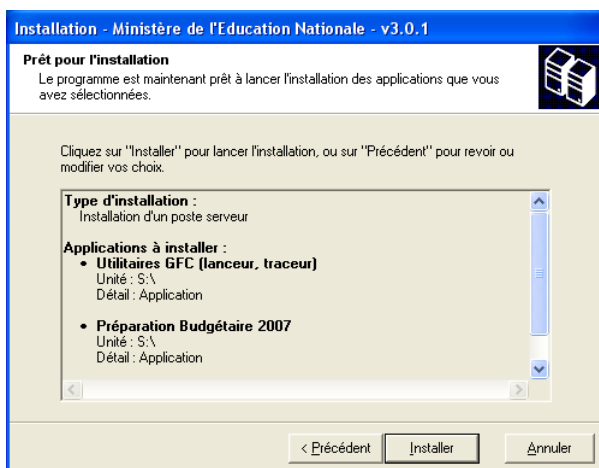 Installation - Ministère de l'Education Nationale - v3.0.1
Prêt pour l'installation
Le programme est maintenant prêt à lancer l'installation des applications que vous
avez sélectionnées.
Cliquez sur "Installer" pour lancer l'installation, ou sur "Précédent" pour revoir ou
modifier vos choix.
Type d'installation :
Installation d'un poste serveur
Applications à installer :
• Utilitaires GFC (lanceur, traceur)
Unité : S:\
Détail : Application
• Préparation Budgétaire 2007
Unité : S:\
Détail : Application
< Précédent
Installer
Annuler